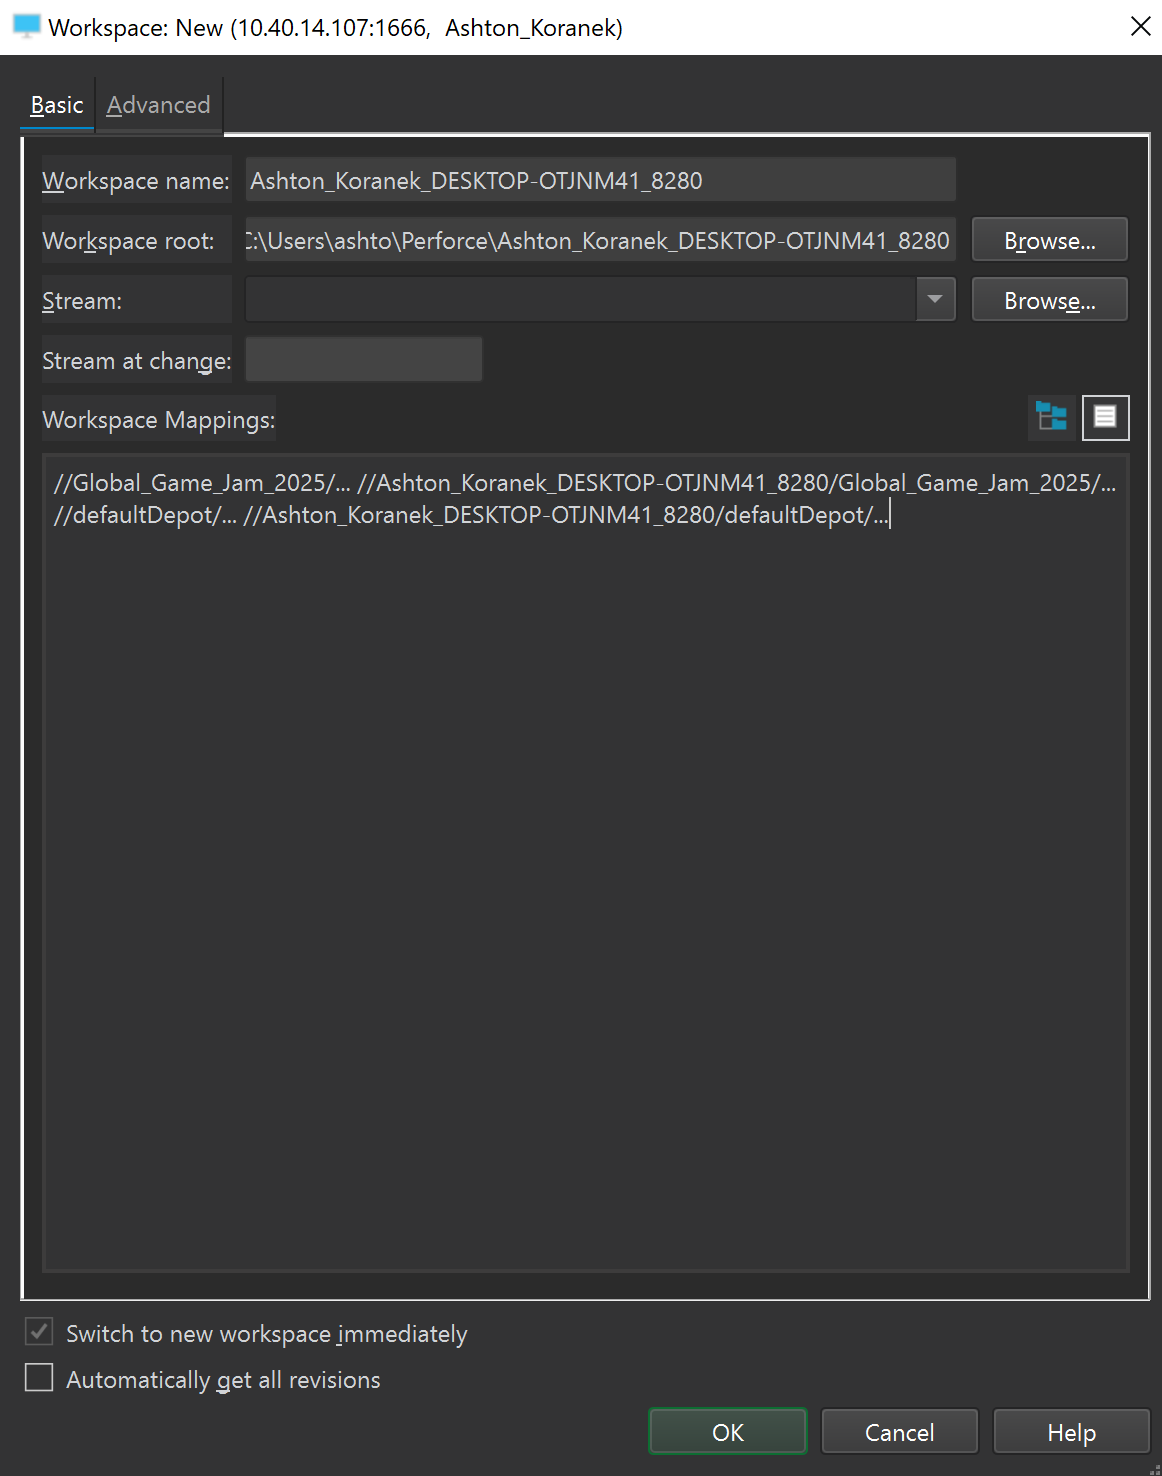 Workspace: New (10.40.14.107:1666,  Ashton_Koranek)
Basic Advanced
Workspace name: Ashton_Koranek_DESKTOP-OTJNM41_8280
Workspace root: C:\Users\ashto\Perforce\Ashton_Koranek_DESKTOP-OTJNM41_8280 Browse...
Stream: Browse...
Stream at change:
Workspace Mappings:
//Global_Game_Jam_2025/... //Ashton_Koranek_DESKTOP-OTJNM41_8280/Global_Game_Jam_2025/...
//defaultDepot/... //Ashton_Koranek_DESKTOP-OTJNM41_8280/defaultDepot/...
Switch to new workspace immediately
Automatically get all revisions
OK Cancel Help